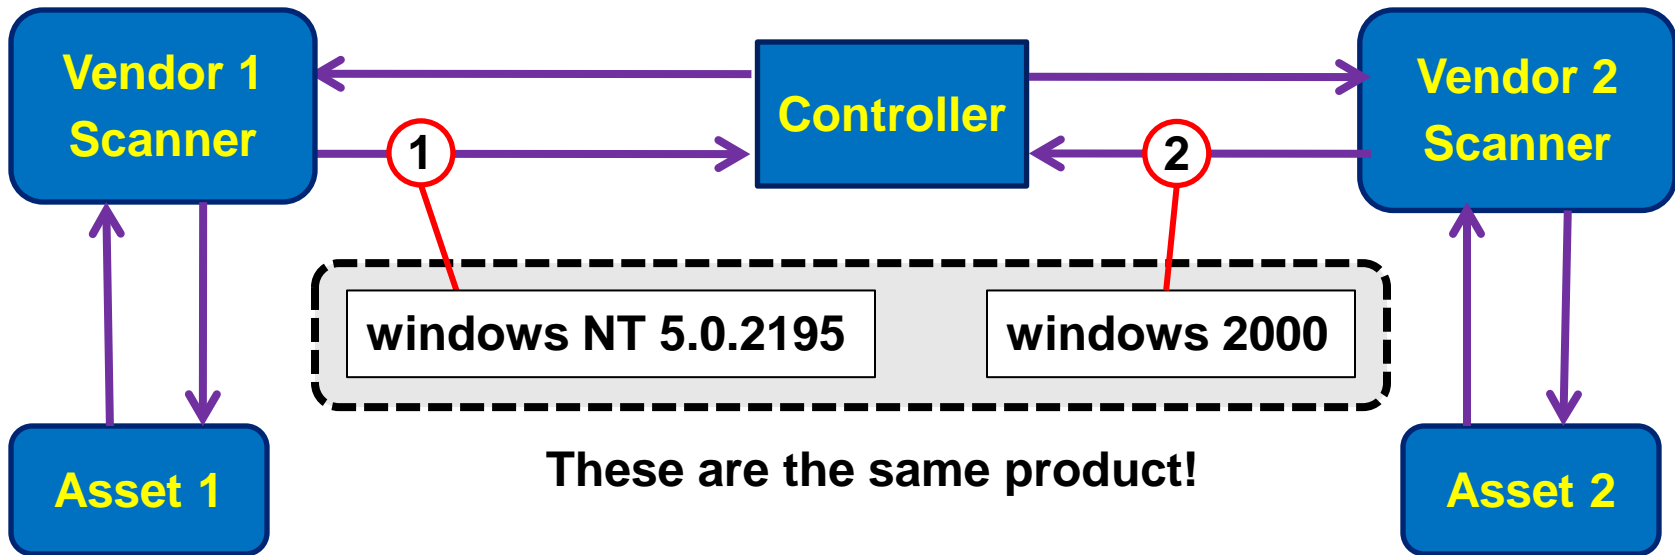 Vendor 1
Scanner
Controller
Vendor 2
Scanner
1
2
windows NT 5.0.2195
windows 2000
These are the same product!
Asset 1
Asset 2